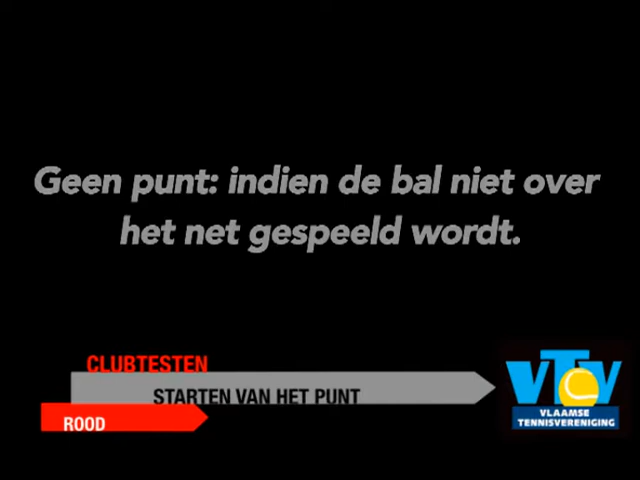 Geen punt: indien de bal niet over
het net gespeeld wordt.
CLUBTESTEN
STARTEN VAN HET PUNT
ROOD
VTV
VLAAMSE
TENNISVERENIGING